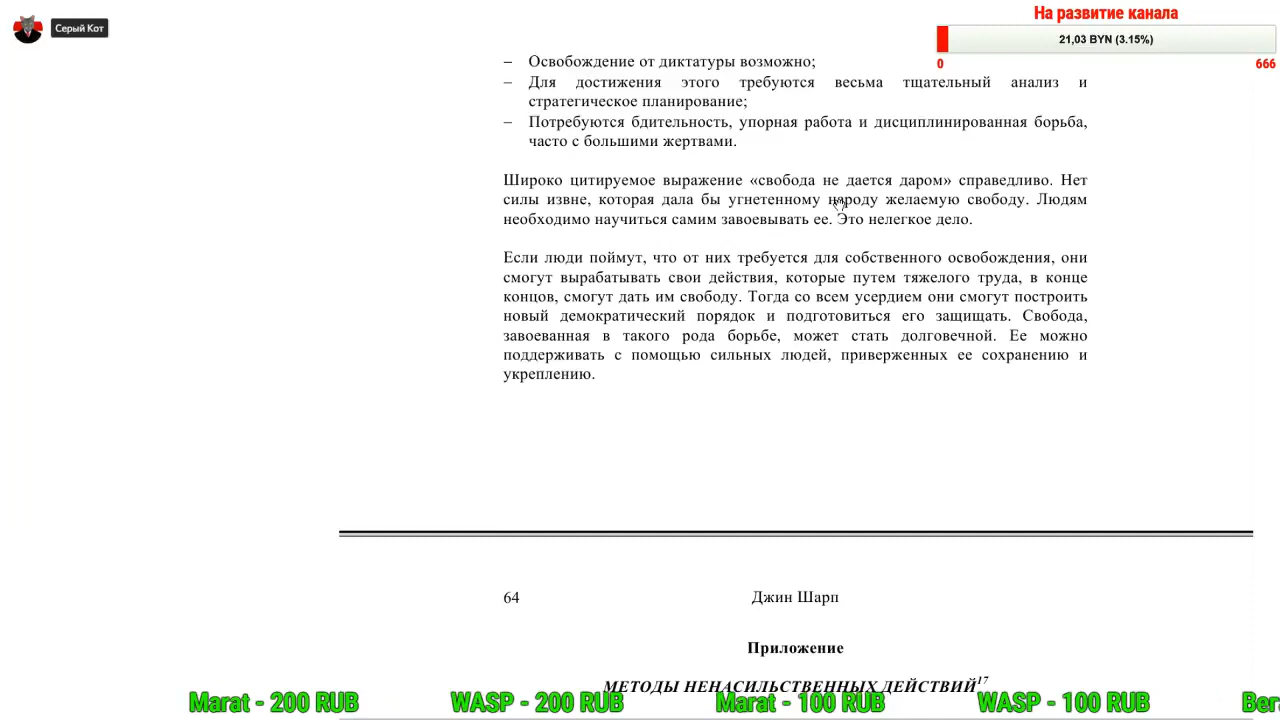 Серый Кот
На развитие канала
21,03 BYN (3.15%)
0
666
– Освобождение от диктатуры возможно;
– Для достижения этого требуются весьма тщательный анализ и
стратегическое планирование;
– Потребуются бдительность, упорная работа и дисциплинированная борьба,
часто с большими жертвами.
Широко цитируемое выражение «свобода не дается даром» справедливо. Нет
силы извне, которая дала бы угнетенному народу желаемую свободу. Людям
необходимо научиться самим завоевывать ее. Это нелегкое дело.
Если люди поймут, что от них требуется для собственного освобождения, они
смогут вырабатывать свои действия, которые путем тяжелого труда, в конце
концов, смогут дать им свободу. Тогда со всем усердием они смогут построить
новый демократический порядок и подготовиться его защищать. Свобода,
завоеванная в такого рода борьбе, может стать долговечной. Ее можно
поддерживать с помощью сильных людей, приверженных ее сохранению и
укреплению.
64 Джин Шарп
Приложение
МЕТОДЫ НЕНАСИЛЬСТВЕННЫХ ДЕЙСТВИЙ17
Marat - 200 RUB WASP - 200 RUB Marat - 100 RUB WASP - 100 RUB